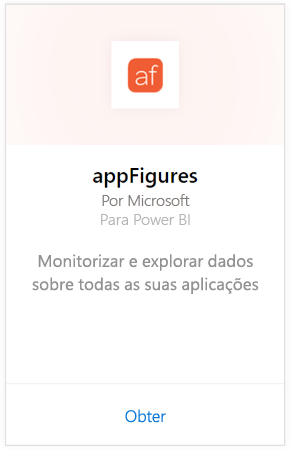 af
appFigures
Por Microsoft
Para Power BI
Monitorizar e explorar dados
sobre todas as suas aplicações
Obter